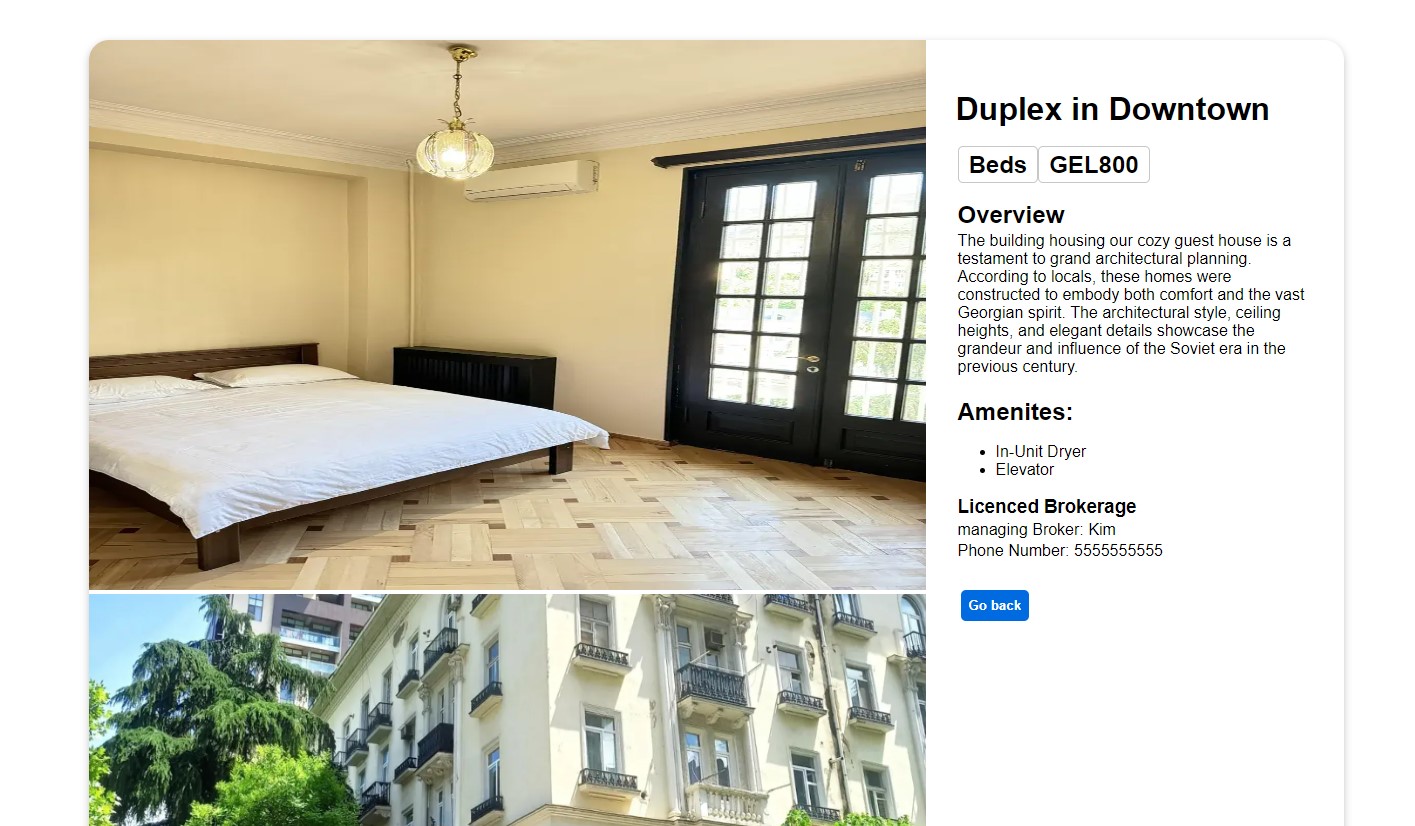 Duplex in Downtown
Beds GEL800
Overview
The building housing our cozy guest house is a
testament to grand architectural planning.
According to locals, these homes were
constructed to embody both comfort and the vast
Georgian spirit. The architectural style, ceiling
heights, and elegant details showcase the
grandeur and influence of the Soviet era in the
previous century.
Amenites:
• In-Unit Dryer
• Elevator
Licenced Brokerage
managing Broker: Kim
Phone Number: 5555555555
Go back